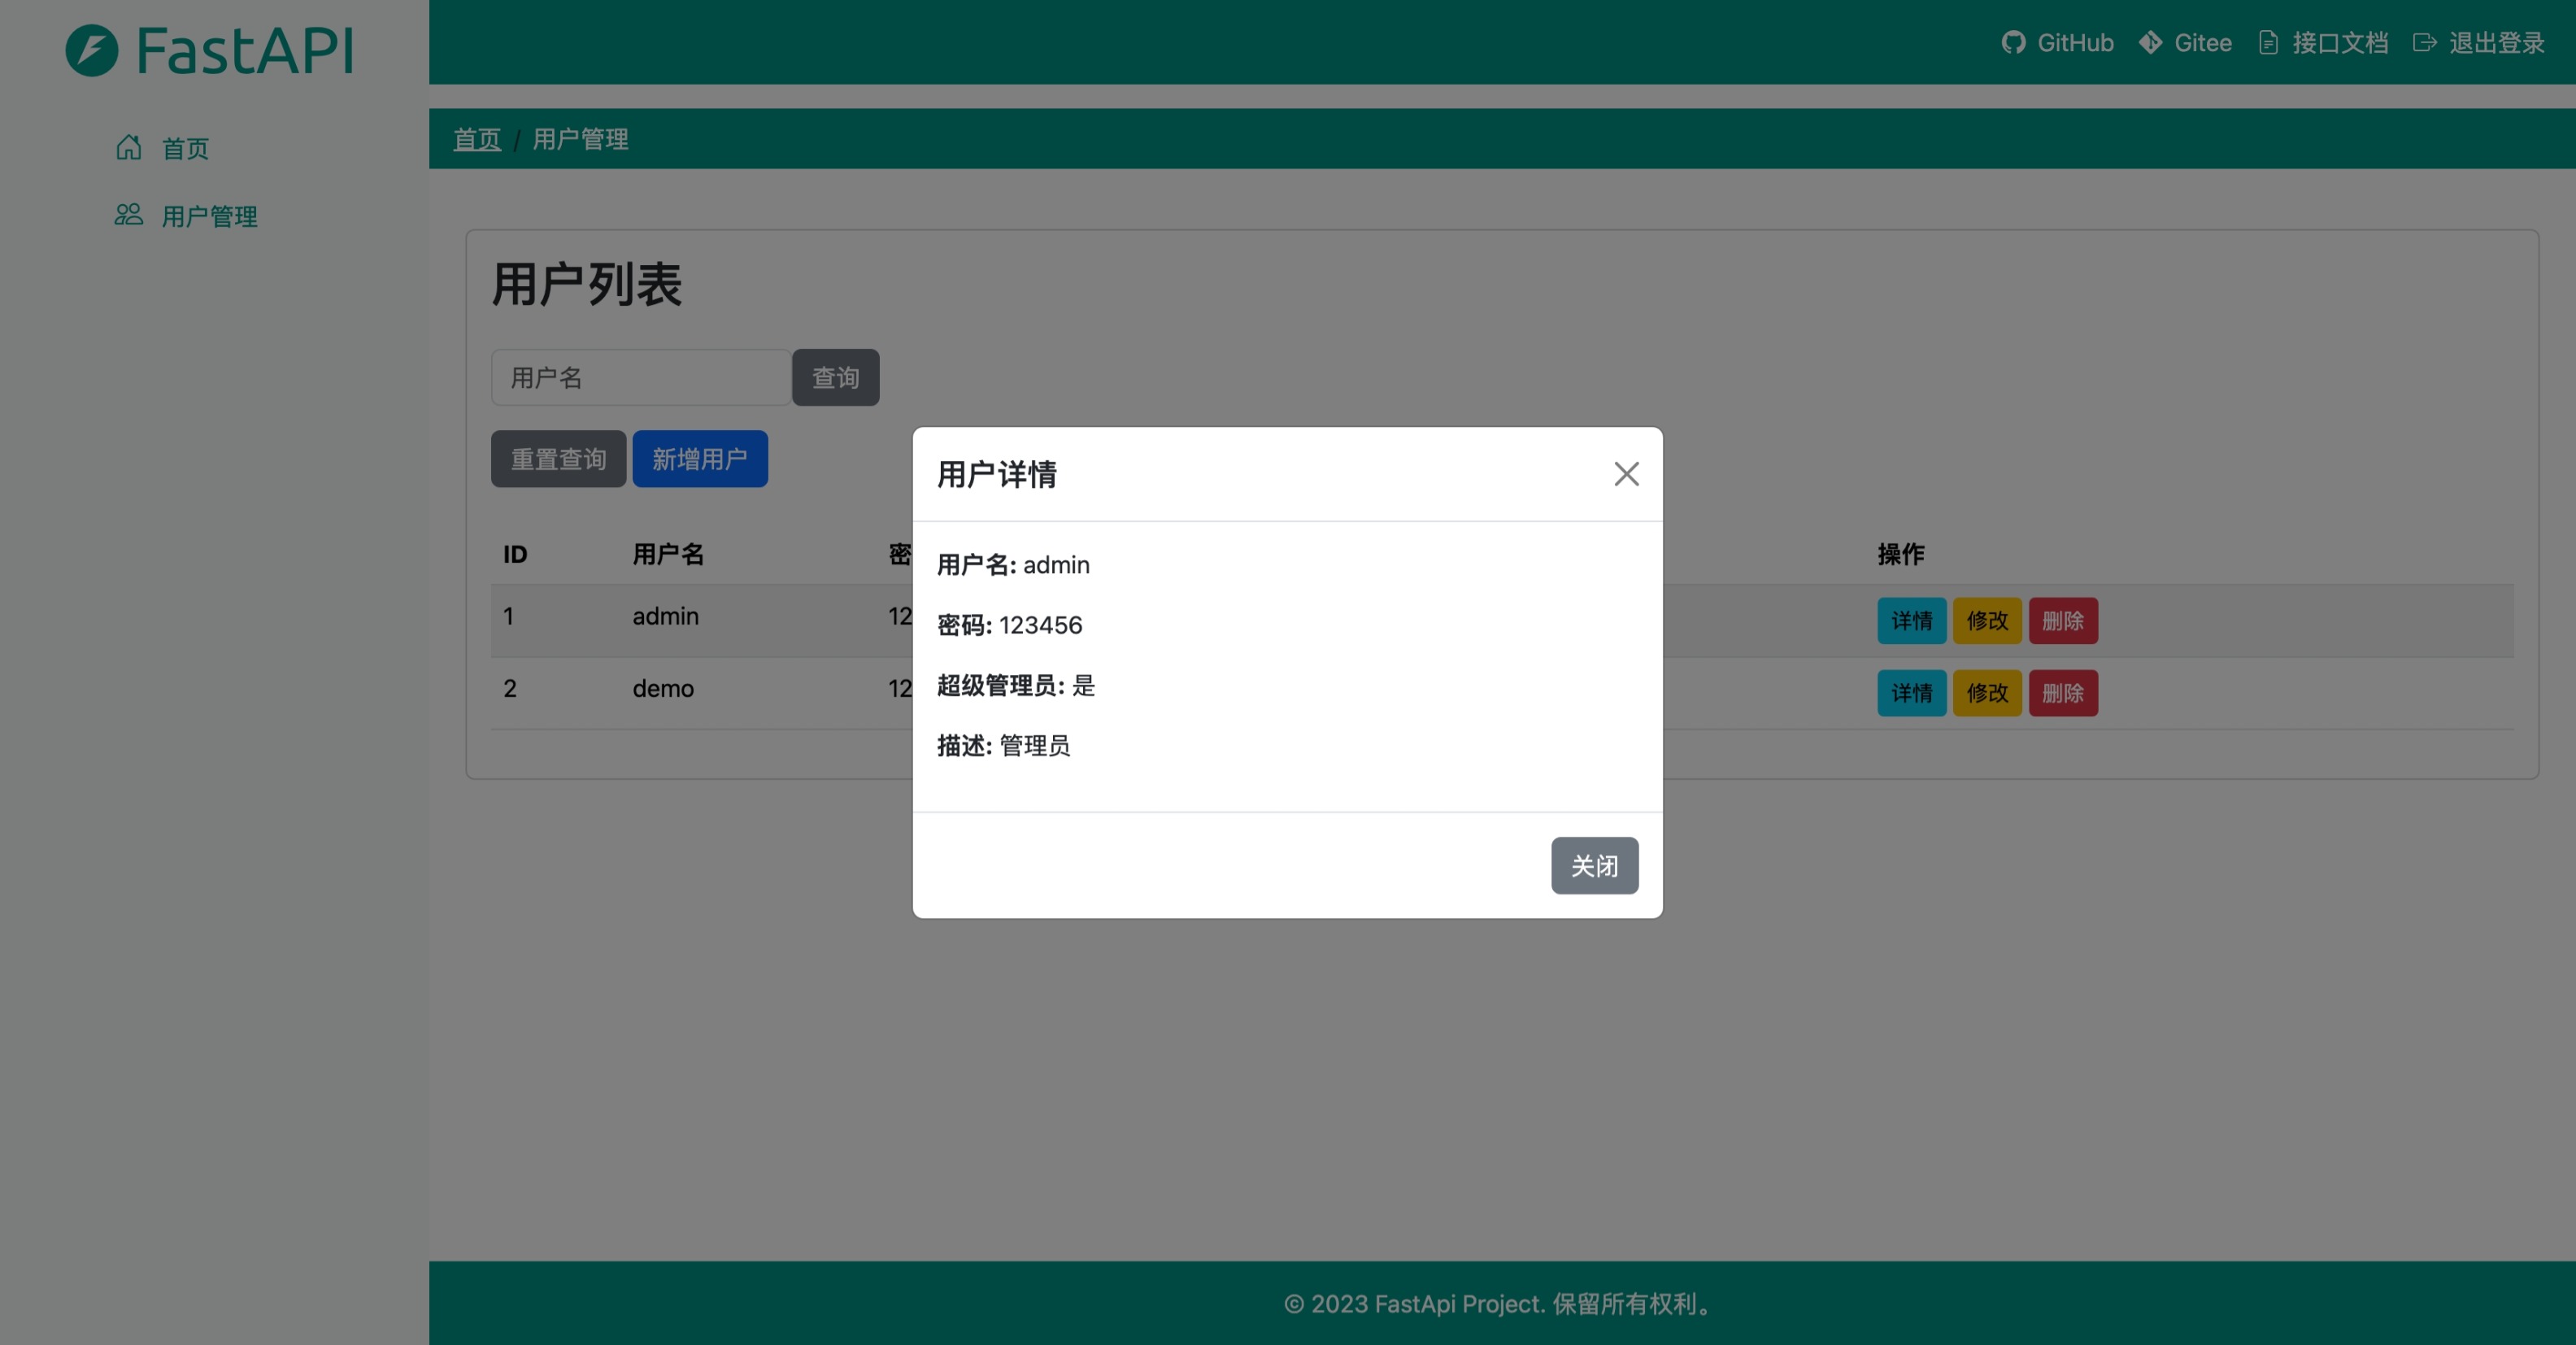 FastAPI
GitHub Gitee 接口文档 退出登录
首页
用户管理
首页 / 用户管理
用户列表
用户名 查询
重置查询 新增用户
ID 用户名 密 操作
1 admin 12 详情 修改 删除
2 demo 12 详情 修改 删除
用户详情
用户名: admin
密码: 123456
超级管理员: 是
描述: 管理员
关闭
© 2023 FastApi Project. 保留所有权利。